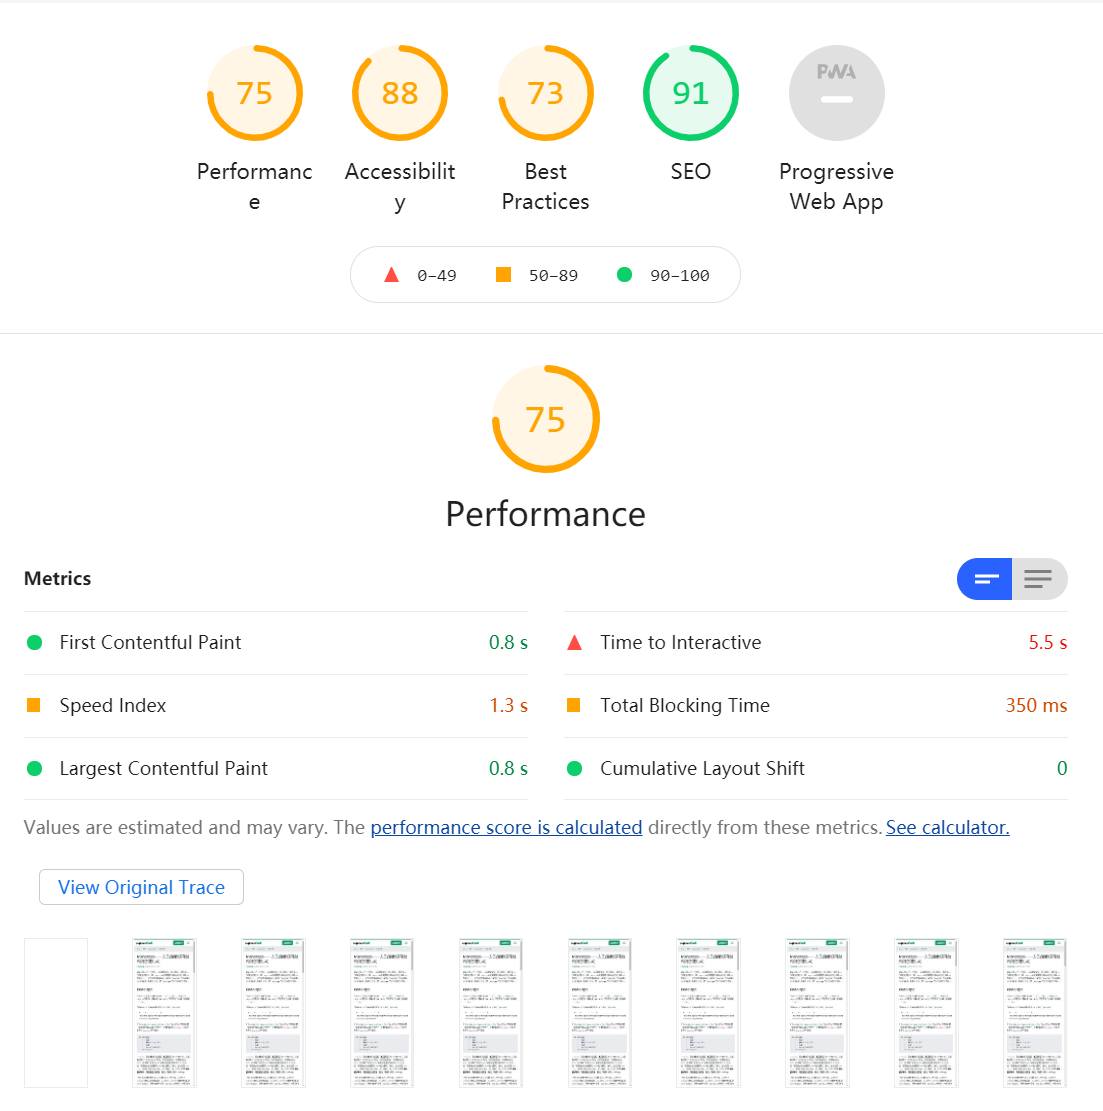 75
88
73
91
PWA
Performanc
e
Accessibilit
y
Best
Practices
SEO
Progressive
Web App
0–49
50–89
90–100
75
Performance
Metrics
First Contentful Paint
0.8 s
Time to Interactive
5.5 s
Speed Index
1.3 s
Total Blocking Time
350 ms
Largest Contentful Paint
0.8 s
Cumulative Layout Shift
0
Values are estimated and may vary. The performance score is calculated directly from these metrics. See calculator.
View Original Trace